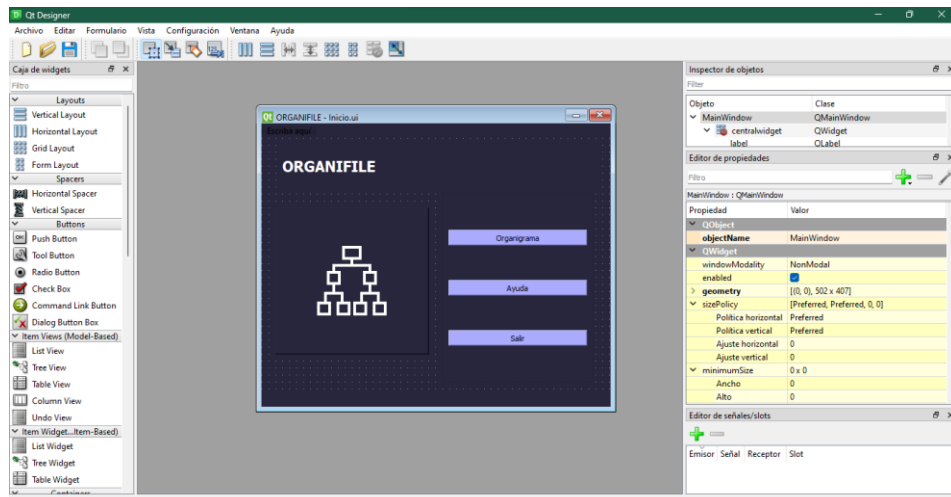 Qt Designer
Archivo Editar Formulario Vista Configuración Ventana Ayuda
Caja de widgets
Filtro
Layouts
Vertical Layout
Horizontal Layout
Grid Layout
Form Layout
Spacers
Horizontal Spacer
Vertical Spacer
Buttons
Push Button
Tool Button
Radio Button
Check Box
Command Link Button
Dialog Button Box
Item Views (Model-Based)
List View
Tree View
Table View
Column View
Undo View
Item Widget...Item-Based)
List Widget
Tree Widget
Table Widget
Containers
ORGANIFILE - Inicio.ui
Escriba aquí
ORGANIFILE
Organigrama
Ayuda
Salir
Inspector de objetos
Filter
Objeto Clase
MainWindow QMainWindow
centralwidget QWidget
label QLabel
Editor de propiedades
Filtro
MainWindow : QMainWindow
Propiedad Valor
QObject
objectName MainWindow
QWidget
windowModality NonModal
enabled
geometry [(0, 0), 502 x 407]
sizePolicy [Preferred, Preferred, 0, 0]
Política horizontal Preferred
Política vertical Preferred
Ajuste horizontal 0
Ajuste vertical 0
minimumSize 0 x 0
Ancho 0
Alto 0
Editor de señales/slots
Emisor Señal Receptor Slot